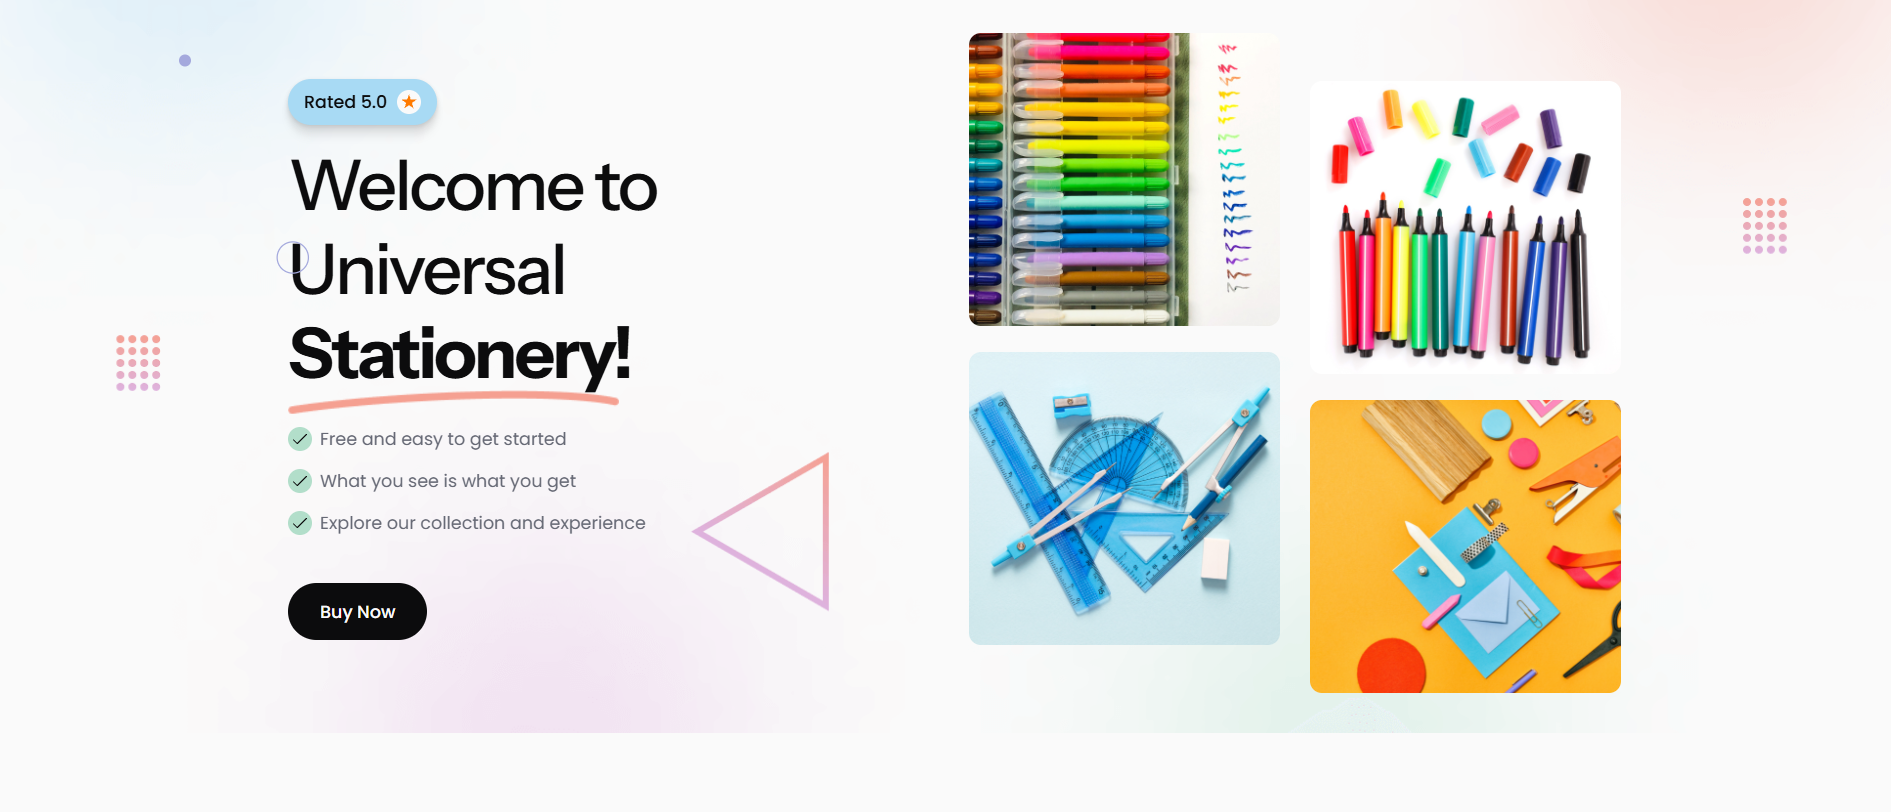 Rated 5.0
Welcome to
Universal
Stationery!
Free and easy to get started
What you see is what you get
Explore our collection and experience
Buy Now